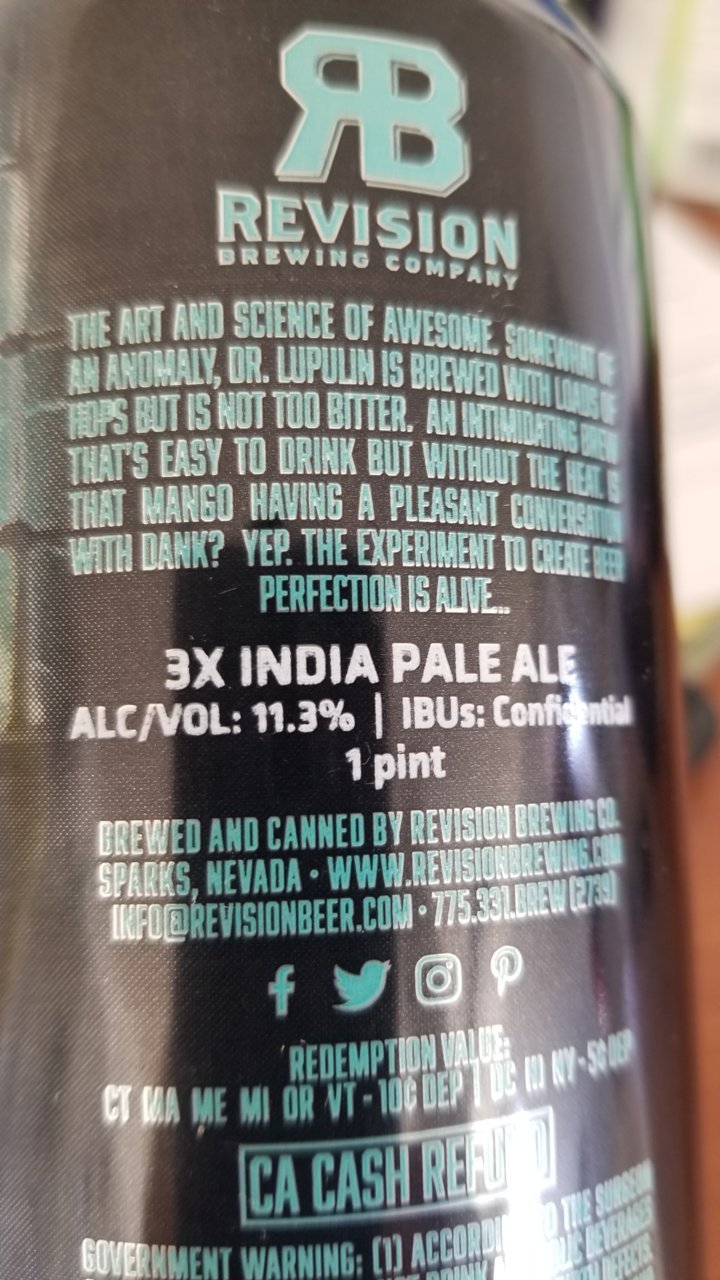 RB
REVISION
BREWING COMPANY
THE ART AND SCIENCE OF AWESOME. SOMEWHAT OF
AN ANOMALY, DR. LUPULIN IS BREWED WITH LOADS OF
HOPS BUT IS NOT TOO BITTER. AN INTIMIDATING BREW
THAT'S EASY TO DRINK BUT WITHOUT THE HEAT. IS
THAT MANGO HAVING A PLEASANT CONVERSATION
WITH DANK? YEP. THE EXPERIMENT TO CREATE BEER
PERFECTION IS ALIVE...
3X INDIA PALE ALE
ALC/VOL: 11.3% | IBUs: Confidential
1 pint
BREWED AND CANNED BY REVISION BREWING CO.
SPARKS, NEVADA • WWW.REVISIONBREWING.COM
INFO@REVISIONBEER.COM • 775.331.BREW (2739)
REDEMPTION VALUE:
CT MA ME MI OR VT - 10¢ DEP | DC HI NY - 5¢ DEP
CA CASH REFUND
GOVERNMENT WARNING: (1) ACCORDING TO THE SURGEON